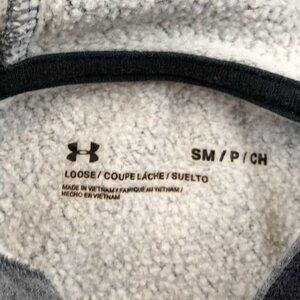 SM / P / CH
LOOSE / COUPE LÂCHE / SUELTO
MADE IN VIETNAM / FABRIQUÉ AU VIETNAM /
HECHO EN VIETNAM